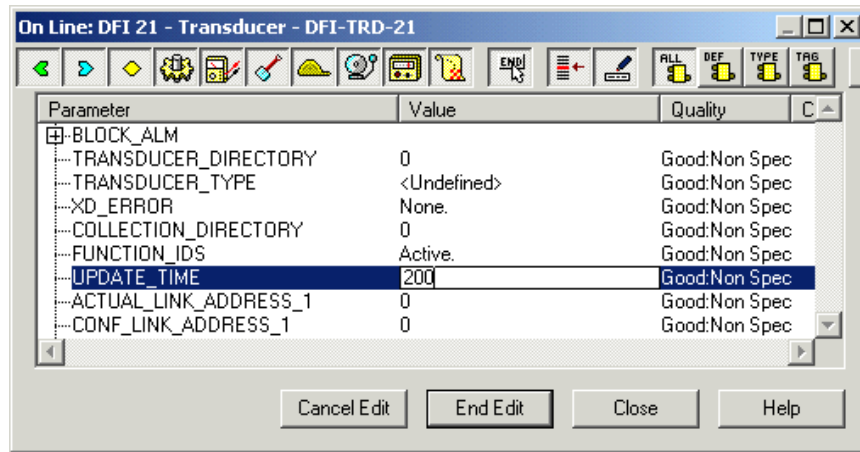 On Line: DFI 21 - Transducer - DFI-TRD-21
END ALL DEF TYPE TAG
Parameter Value Quality C
BLOCK_ALM
TRANSDUCER_DIRECTORY 0 Good:Non Spec
TRANSDUCER_TYPE <Undefined> Good:Non Spec
XD_ERROR None. Good:Non Spec
COLLECTION_DIRECTORY 0 Good:Non Spec
FUNCTION_IDS Active. Good:Non Spec
UPDATE_TIME 200 Good:Non Spec
ACTUAL_LINK_ADDRESS_1 0 Good:Non Spec
CONF_LINK_ADDRESS_1 0 Good:Non Spec
Cancel Edit End Edit Close Help